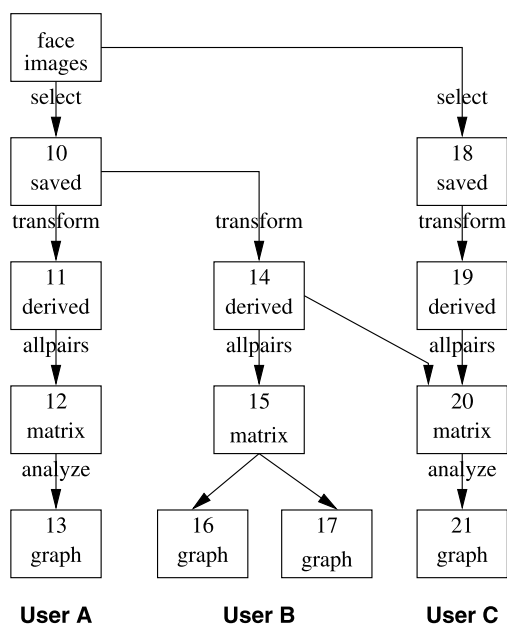 face
images
select
select
10
saved
18
saved
transform
transform
transform
11
derived
14
derived
19
derived
allpairs
allpairs
allpairs
12
matrix
15
matrix
20
matrix
analyze
analyze
13
graph
16
graph
17
graph
21
graph
User A
User B
User C